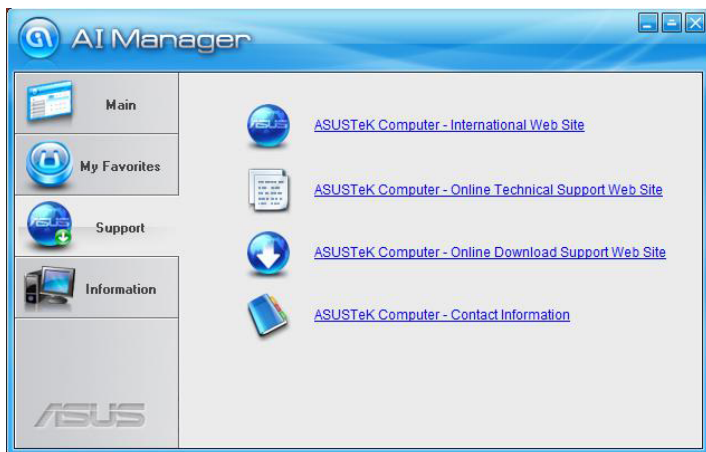 AI Manager
Main
My Favorites
Support
Information
ASUS
ASUSTeK Computer - International Web Site
ASUSTeK Computer - Online Technical Support Web Site
ASUSTeK Computer - Online Download Support Web Site
ASUSTeK Computer - Contact Information